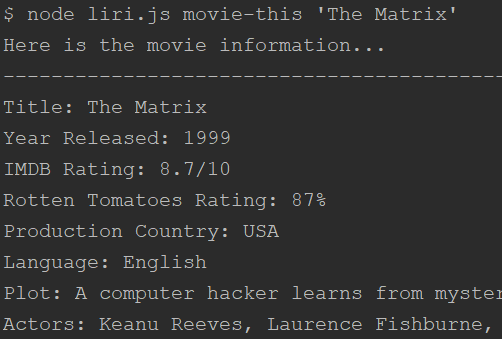 $ node liri.js movie-this 'The Matrix'
Here is the movie information...
-----------------------------------------
Title: The Matrix
Year Released: 1999
IMDB Rating: 8.7/10
Rotten Tomatoes Rating: 87%
Production Country: USA
Language: English
Plot: A computer hacker learns from
Actors: Keanu Reeves, Laurence Fishburne,